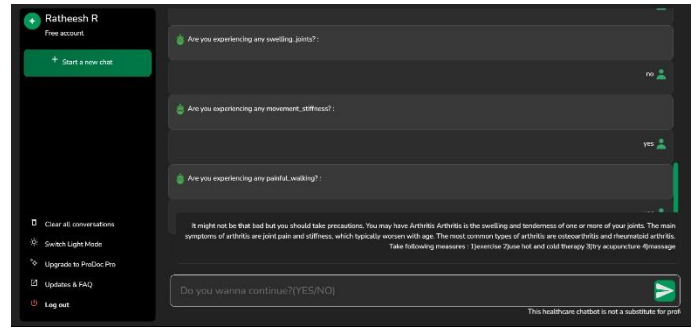 Ratheesh R
Free account
+ Start a new chat
Clear all conversations
Switch Light Mode
Upgrade to ProDoc Pro
Updates & FAQ
Log out
Are you experiencing any swelling_joints? :
no
Are you experiencing any movement_stiffness? :
yes
Are you experiencing any painful_walking? :
It might not be that bad but you should take precautions. You may have Arthritis Arthritis is the swelling and tenderness of one or more of your joints. The main
symptoms of arthritis are joint pain and stiffness, which typically worsen with age. The most common types of arthritis are osteoarthritis and rheumatoid arthritis.
Take following measures : 1)exercise 2)use hot and cold therapy 3)try acupuncture 4)massage
Do you wanna continue?(YES/NO)
This healthcare chatbot is not a substitute for profe